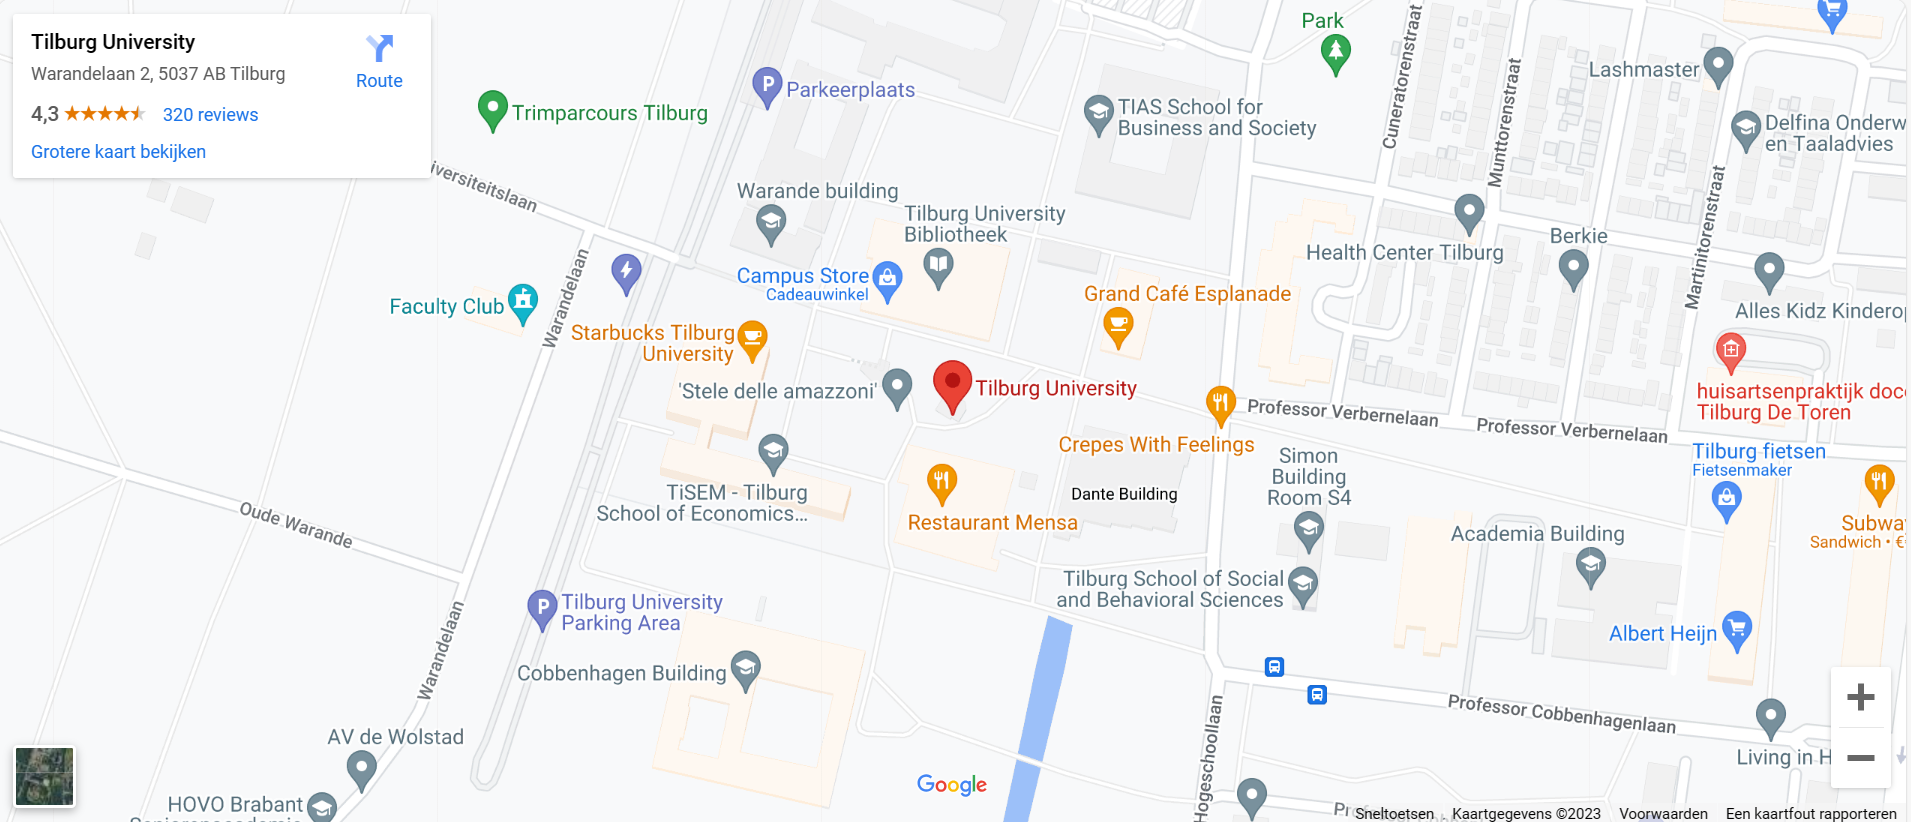 Tilburg University
Warandelaan 2, 5037 AB Tilburg
4,3
320 reviews
Grotere kaart bekijken
Route
Park
Cuneratorenstraat
Munttorenstraat
Lashmaster
Parkeerplaats
Trimparcours Tilburg
TIAS School for
Business and Society
Delfina Onderw
en Taaladvies
iversiteitslaan
Warande building
Tilburg University
Bibliotheek
Martinitorenstraat
Health Center Tilburg
Berkie
Campus Store
Cadeauwinkel
Faculty Club
Warandelaan
Grand Café Esplanade
Alles Kidz Kinderop
Starbucks Tilburg
University
'Stele delle amazzoni'
Tilburg University
huisartsenpraktijk doc
Tilburg De Toren
Professor Verbernelaan
Professor Verbernelaan
Crepes With Feelings
Simon
Building
Room S4
Tilburg fietsen
Fietsenmaker
TiSEM - Tilburg
School of Economics...
Dante Building
Restaurant Mensa
Oude Warande
Academia Building
Subway
Sandwich • €
Tilburg School of Social
and Behavioral Sciences
Tilburg University
Parking Area
Albert Heijn
Warandelaan
Cobbenhagen Building
Professor Cobbenhagenlaan
Hogeschoollaan
AV de Wolstad
Living in H
HOVO Brabant
Google
Sneltoetsen
Kaartgegevens ©2023
Voorwaarden
Een kaartfout rapporteren